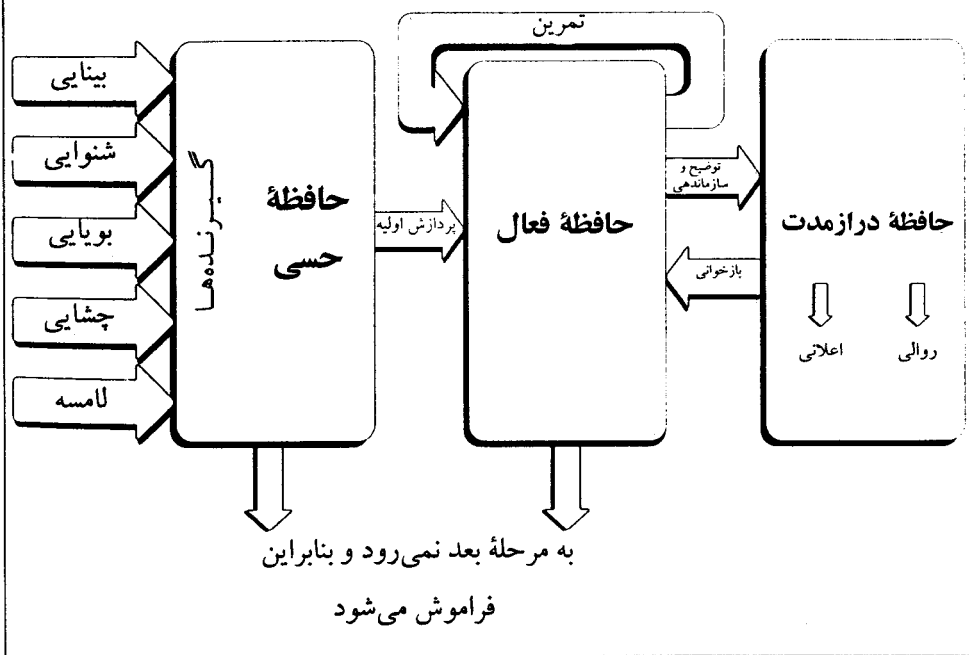 تمرین
بینایی
شنوایی
بویایی
چشایی
لامسه
گیرنده‌ها
حافظهٔ
حسی
پردازش اولیه
حافظهٔ فعال
توضیح و
سازماندهی
بازخوانی
حافظهٔ درازمدت
روالی
اعلانی
به مرحلهٔ بعد نمی‌رود و بنابراین
فراموش می‌شود